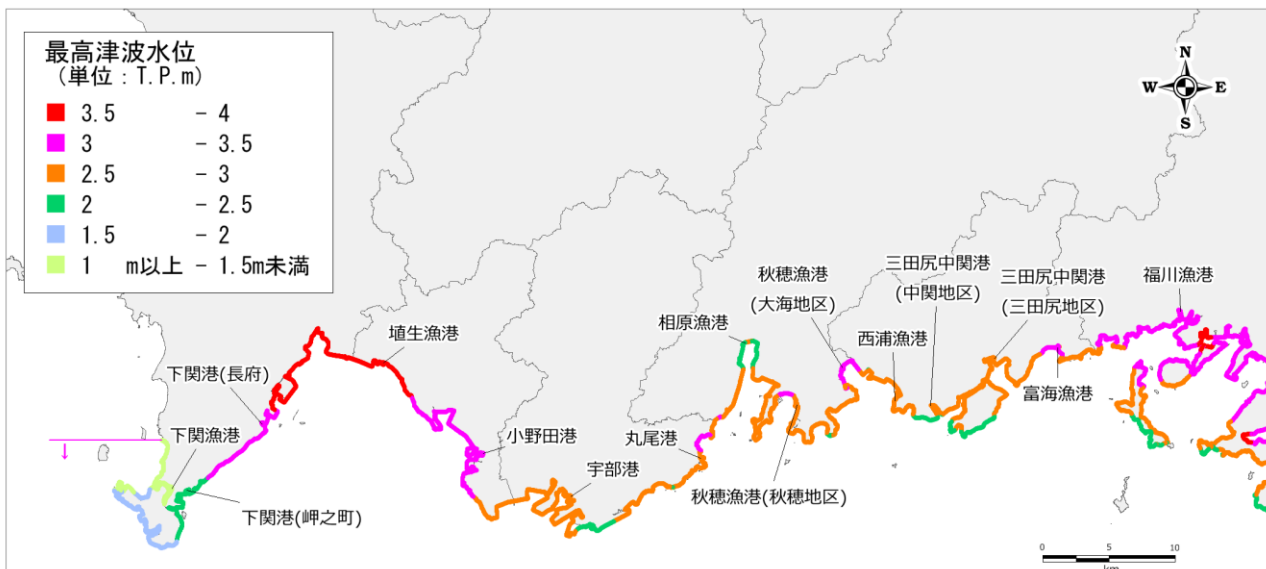 最高津波水位
(単位：T.P.m)
3.5 - 4
3 - 3.5
2.5 - 3
2 - 2.5
1.5 - 2
1 m以上 - 1.5m未満
N
W E
S
三田尻中関港
(中関地区)
三田尻中関港
(三田尻地区)
福川漁港
秋穂漁港
(大海地区)
相原漁港
西浦漁港
埴生漁港
下関港(長府)
富海漁港
下関漁港
小野田港
丸尾港
宇部港
秋穂漁港(秋穂地区)
下関港(岬之町)
0 5 10
km